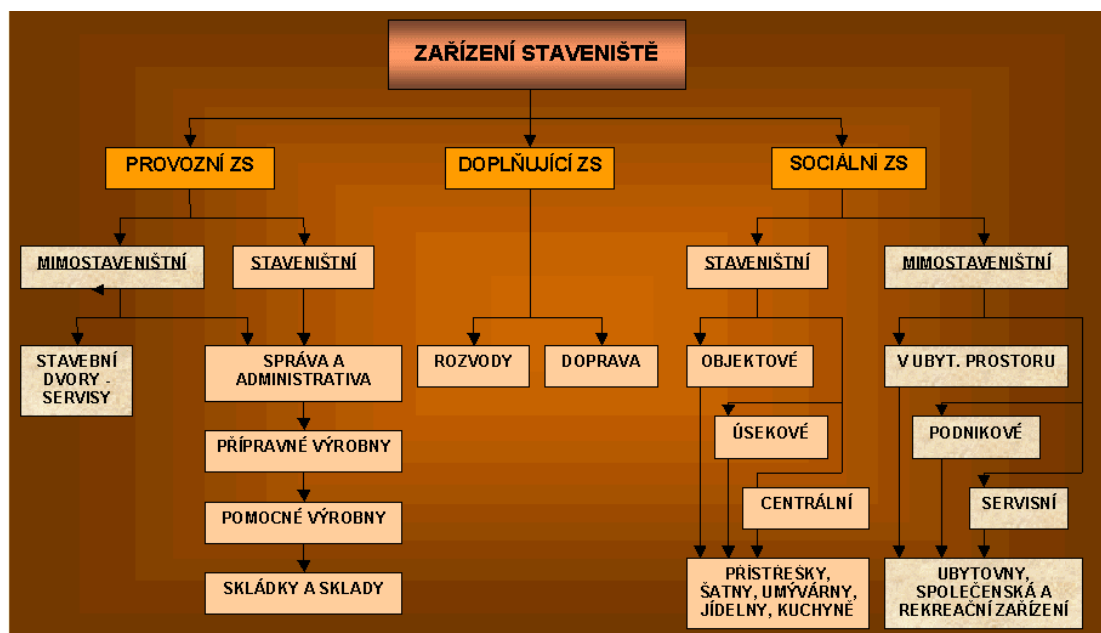 ZAŘÍZENÍ STAVENIŠTĚ
PROVOZNÍ ZS
DOPLŇUJÍCÍ ZS
SOCIÁLNÍ ZS
MIMOSTAVENIŠTNÍ
STAVENIŠTNÍ
STAVENIŠTNÍ
MIMOSTAVENIŠTNÍ
STAVEBNÍ
DVORY -
SERVISY
SPRÁVA A
ADMINISTRATIVA
ROZVODY
DOPRAVA
OBJEKTOVÉ
V UBYT. PROSTORU
PŘÍPRAVNÉ VÝROBNY
ÚSEKOVÉ
PODNIKOVÉ
POMOCNÉ VÝROBNY
CENTRÁLNÍ
SERVISNÍ
SKLÁDKY A SKLADY
PŘÍSTŘEŠKY,
ŠATNY, UMÝVÁRNY,
JÍDELNY, KUCHYNĚ
UBYTOVNY,
SPOLEČENSKÁ A
REKREAČNÍ ZAŘÍZENÍ